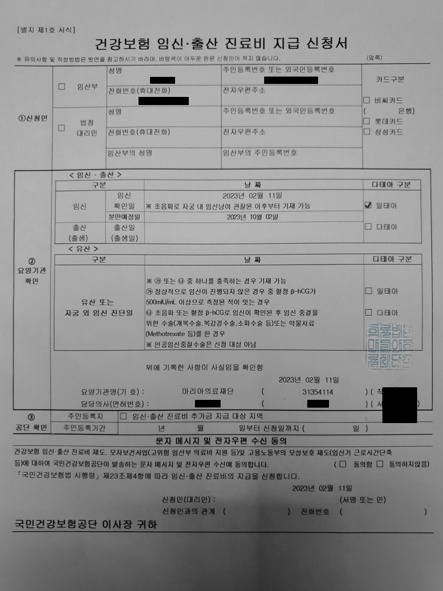 [별지 제1호 서식]
건강보험 임신·출산 진료비 지급 신청서
※ 유의사항 및 작성방법은 뒷면을 참고하시기 바라며, 바탕색이 어두운 란은 신청인이 적지 않습니다. (앞쪽)
①신청인
□ 임산부
성명
주민등록번호 또는 외국인등록번호
전화번호(휴대전화)
전자우편주소
□ 법정
대리인
성명
주민등록번호 또는 외국인등록번호
전화번호(휴대전화)
전자우편주소
임산부의 성명
임산부의 주민등록번호
카드구분
□ 비씨카드
( 은행)
□ 롯데카드
□ 삼성카드
②
요양기관
확인
< 임신 · 출산 >
구분 날 짜 다태아 구분
임신
임신
확인일
2023년 02월 11일
※ 초음파로 자궁 내 임신낭이 관찰된 이후부터 기재 가능
분만예정일 2023년 10월 02일
☑ 일태아
출산
(출생)
출산일
(출생일)
□ 다태아
< 유산 >
구분 날 짜 다태아 구분
유산 또는
자궁 외 임신 진단일
※ ㉮ 또는 ㉯ 중 하나를 충족하는 경우 기재 가능
㉮ 정상적으로 임신이 진행되지 않은 경우 중 혈청 β-hCG가
500mIU/mL 이상으로 측정된 적이 있는 경우
㉯ 초음파 또는 혈청 β-hCG로 임신이 확인된 후 임신 종결을
위한 수술(개복수술,복강경수술,소파수술 등)또는 약물치료
(Methotrexate 등)를 한 경우
※ 인공임신중절수술은 신청 대상 아님
□ 일태아
□ 다태아
위에 기록한 사항이 사실임을 확인함
2023년 02월 11일
요양기관명(기 호) : 마리아의료재단 ( 31354114 ) (
담당의사(면허번호) : ( ) (
③
공단 확인
주민등록지 □ 임신·출산 진료비 추가금 지급 대상 지역
주민등록기간 년 월 일부터 신청일까지 ( 일 )
문자 메시지 및 전자우편 수신 동의
건강보험 임신·출산 진료비 제도, 모자보건사업(고위험 임산부 의료비 지원 등)및 고용노동부의 모성보호 제도(임신기 근로시간단축
등)에 대하여 국민건강보험공단이 발송하는 문자 메시지 및 전자우편 수신에 동의합니다. ( □ 동의함 □ 동의하지않음)
「국민건강보험법 시행령」제23조제4항에 따라 임신·출산 진료비의 지급을 신청합니다.
2023년 02월 11일
신청인(대리인) : (서명 또는 인)
신청인과의 관계 ( ) 전화번호 ( )
국민건강보험공단 이사장 귀하